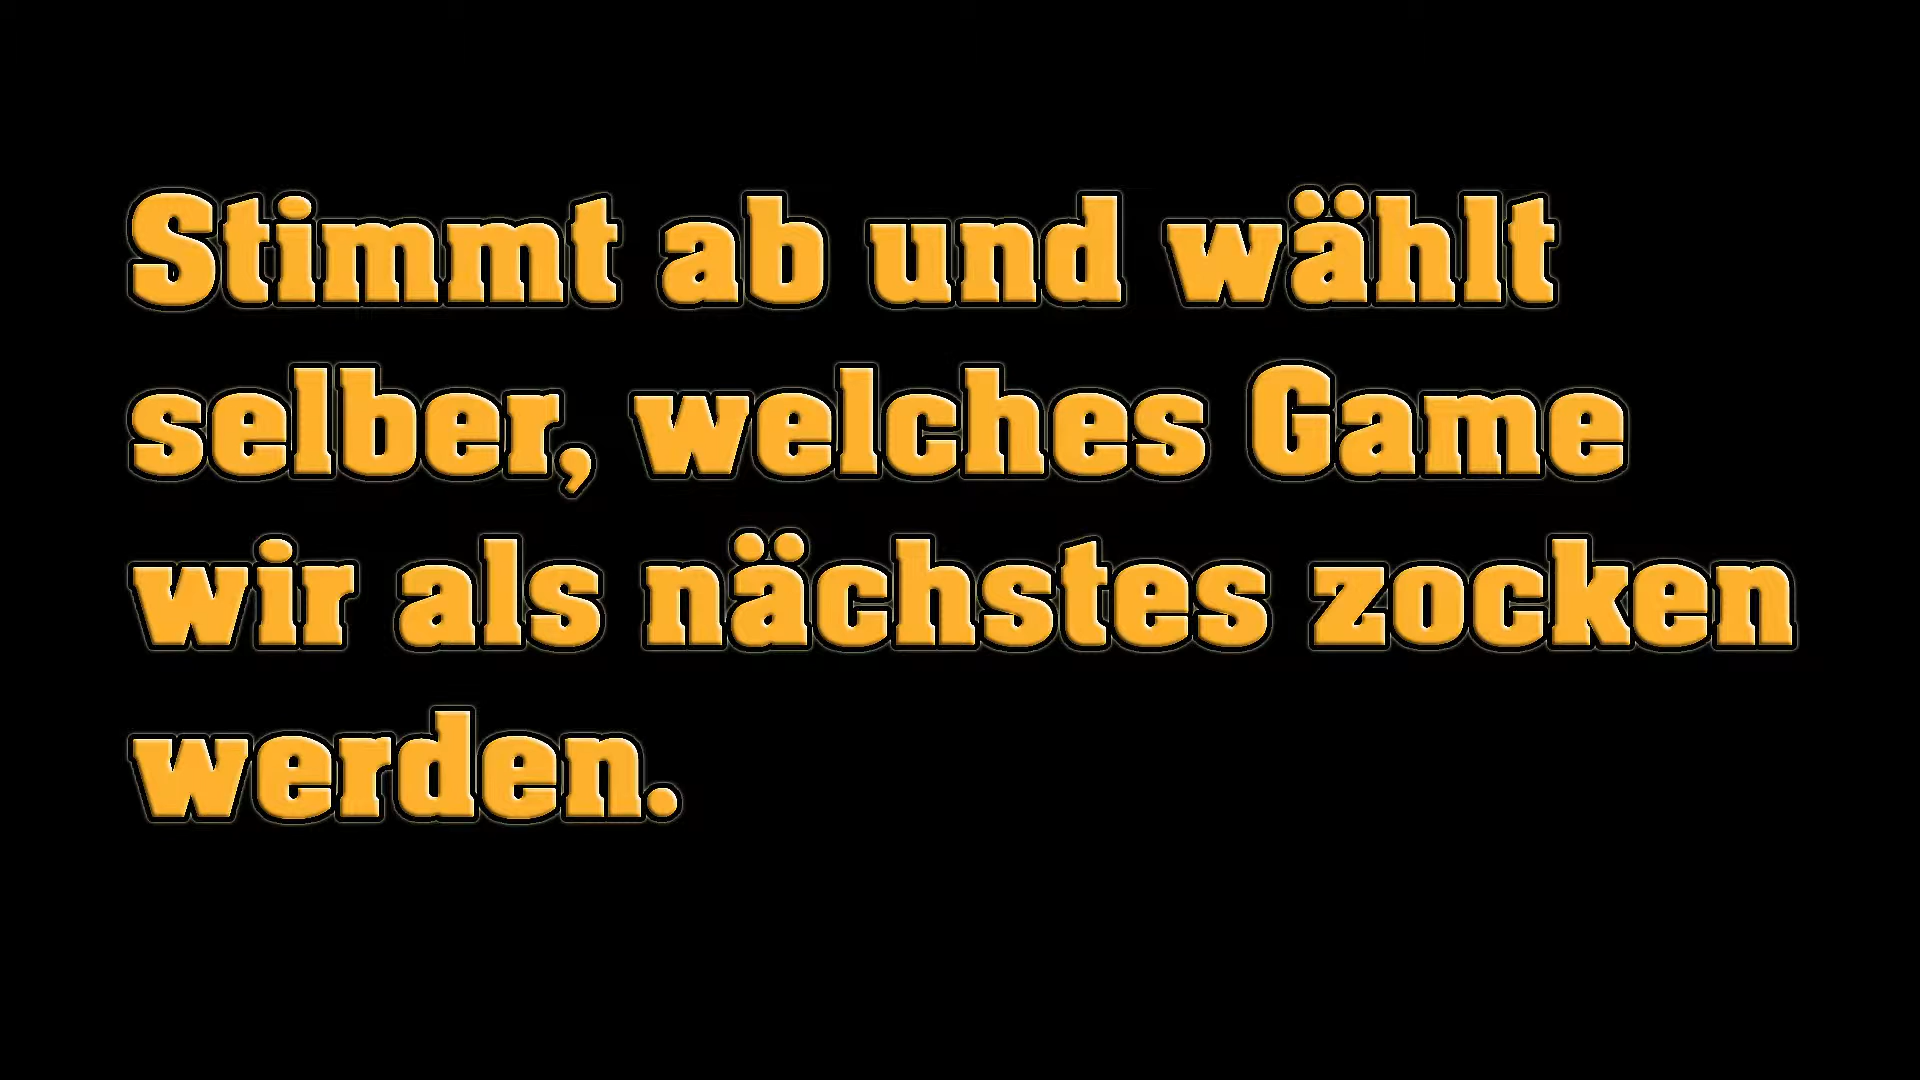 Stimmt ab und wählt
selber, welches Game
wir als nächstes zocken
werden.